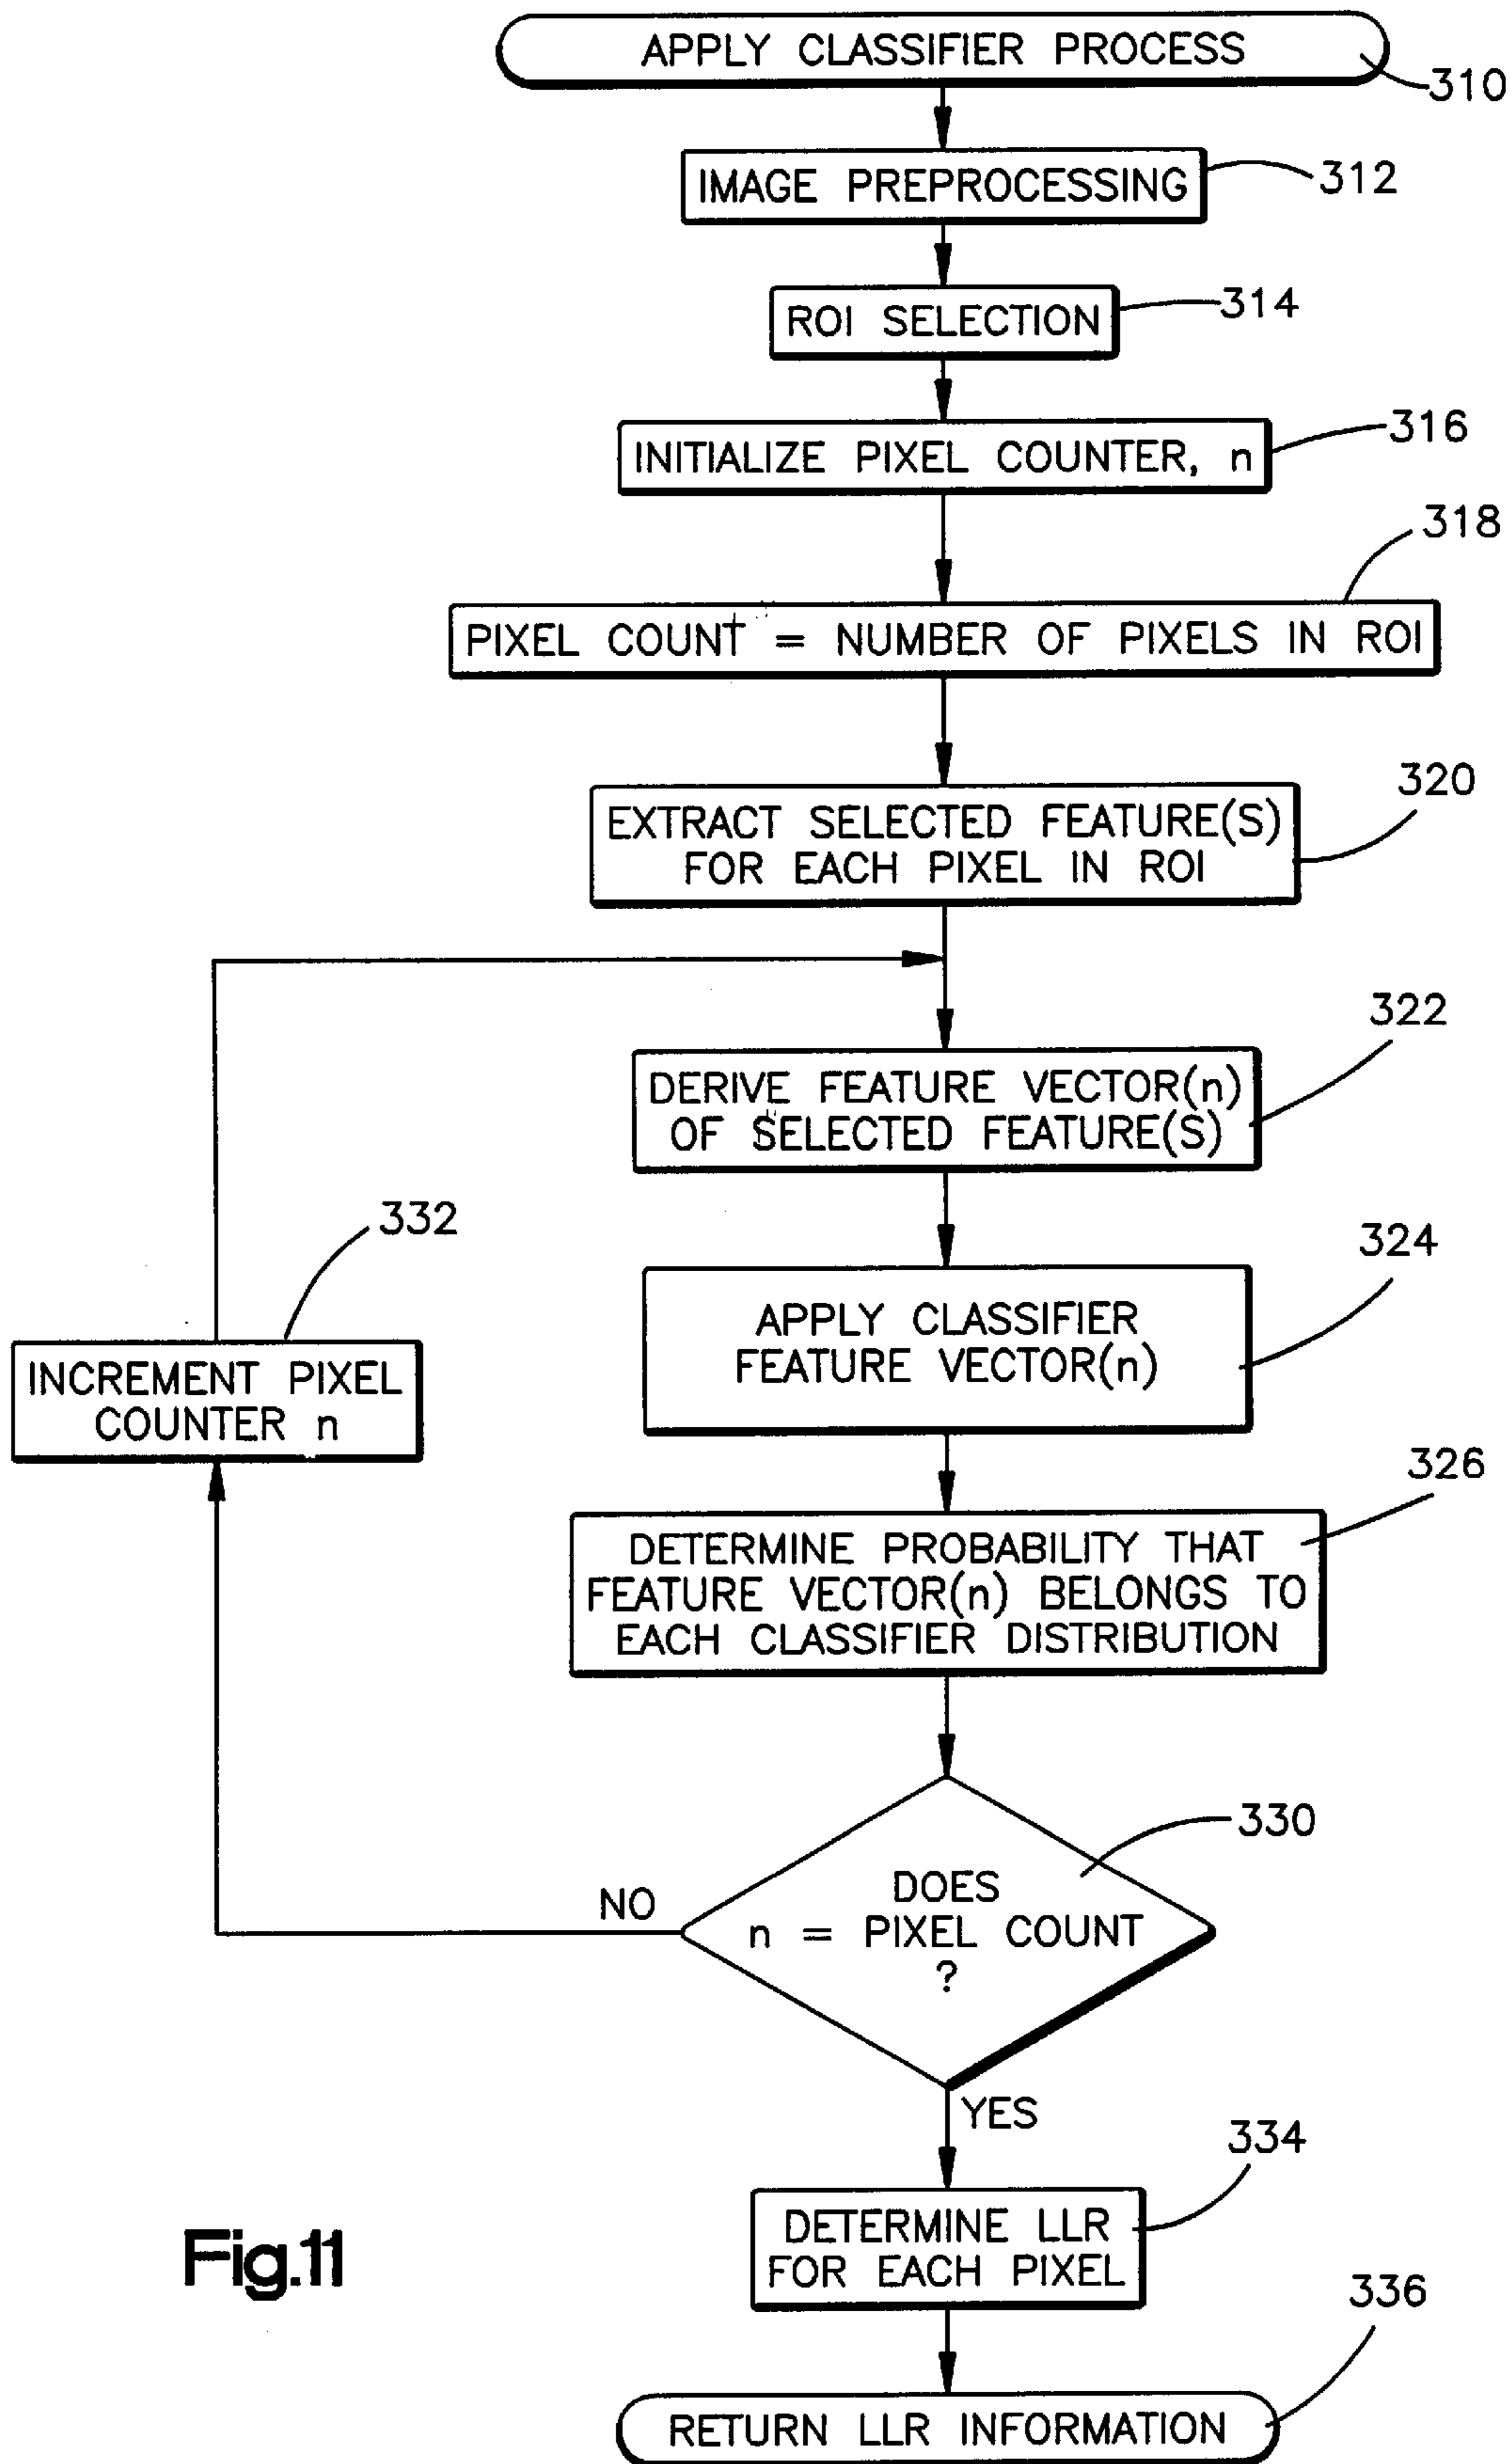 APPLY CLASSIFIER PROCESS
310
IMAGE PREPROCESSING
312
ROI SELECTION
314
INITIALIZE PIXEL COUNTER, n
316
318
PIXEL COUNT = NUMBER OF PIXELS IN ROI
320
EXTRACT SELECTED FEATURE(S)
FOR EACH PIXEL IN ROI
322
DERIVE FEATURE VECTOR(n)
OF SELECTED FEATURE(S)
332
324
APPLY CLASSIFIER
FEATURE VECTOR(n)
INCREMENT PIXEL
COUNTER n
326
DETERMINE PROBABILITY THAT
FEATURE VECTOR(n) BELONGS TO
EACH CLASSIFIER DISTRIBUTION
330
DOES
n = PIXEL COUNT
?
NO
YES
334
DETERMINE LLR
FOR EACH PIXEL
Fig.11
336
RETURN LLR INFORMATION